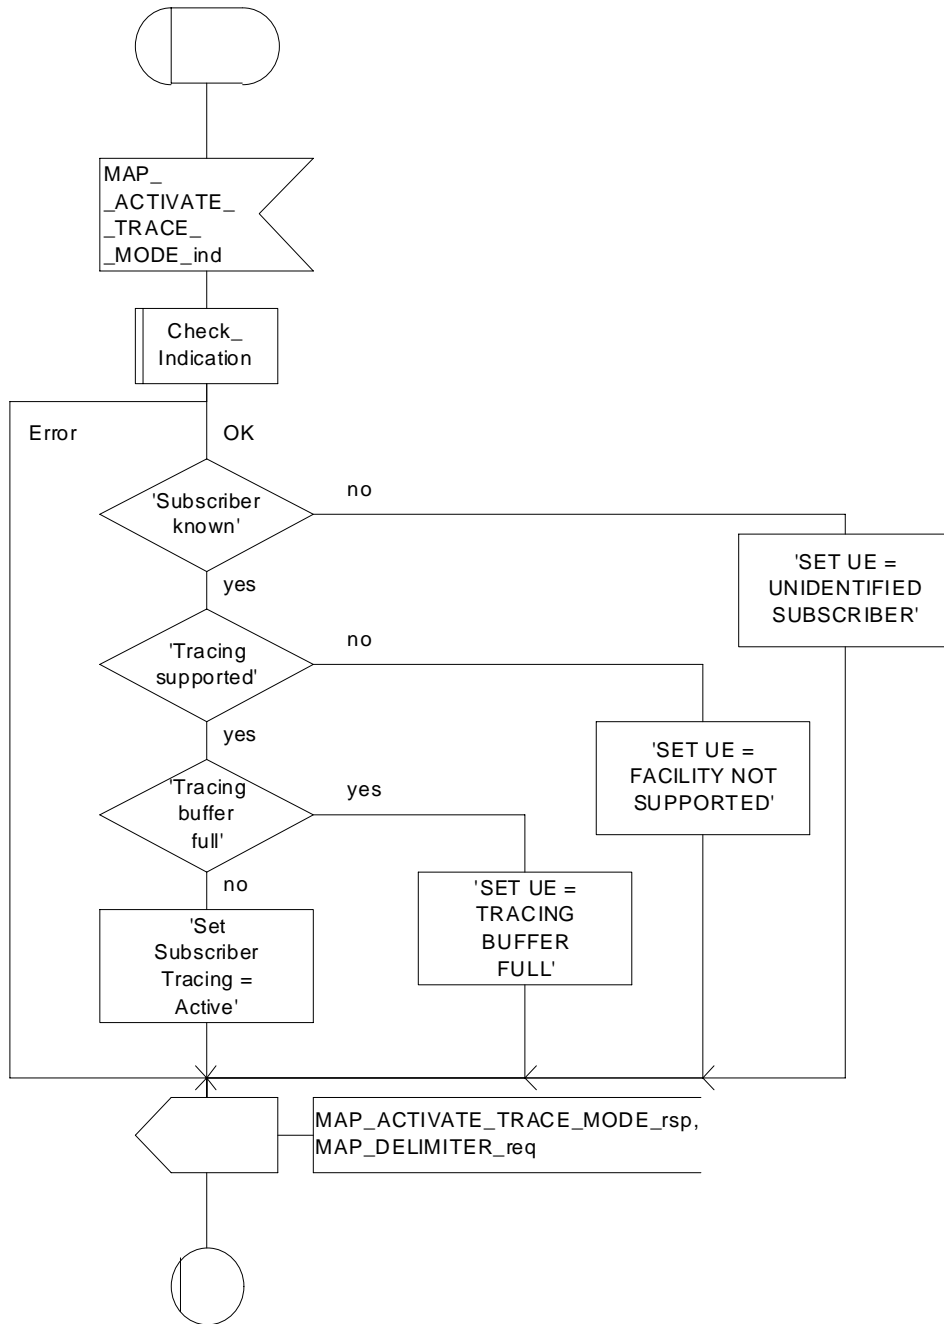 MAP_
_ACTIVATE_
_TRACE_
_MODE_ind
Check_
Indication
Error
OK
'Subscriber
known'
no
'SET UE =
UNIDENTIFIED
SUBSCRIBER'
yes
'Tracing
supported'
no
'SET UE =
FACILITY NOT
SUPPORTED'
yes
'Tracing
buffer
full'
yes
'SET UE =
TRACING
BUFFER
FULL'
no
'Set
Subscriber
Tracing =
Active'
MAP_ACTIVATE_TRACE_MODE_rsp,
MAP_DELIMITER_req